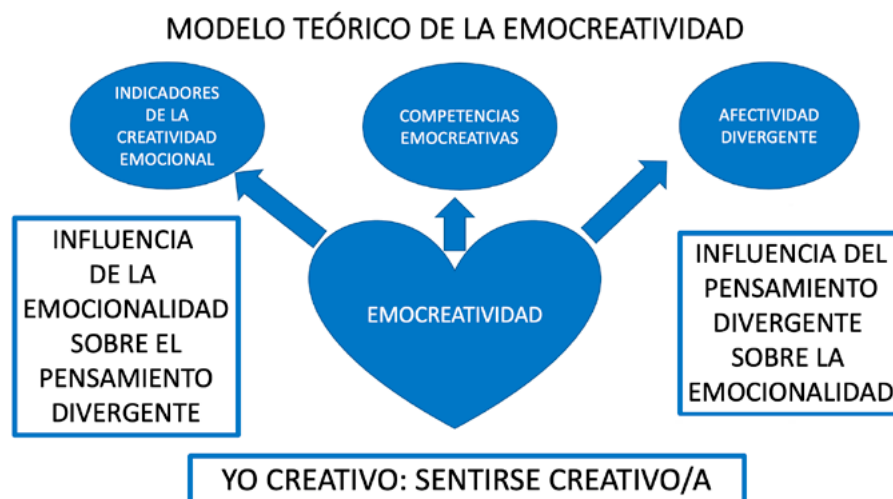 MODELO TEÓRICO DE LA EMOCREATIVIDAD
INDICADORES
DE LA
CREATIVIDAD
EMOCIONAL
COMPETENCIAS
EMOCREATIVAS
AFECTIVIDAD
DIVERGENTE
INFLUENCIA
DE LA
EMOCIONALIDAD
SOBRE EL
PENSAMIENTO
DIVERGENTE
EMOCREATIVIDAD
INFLUENCIA DEL
PENSAMIENTO
DIVERGENTE
SOBRE LA
EMOCIONALIDAD
YO CREATIVO: SENTIRSE CREATIVO/A